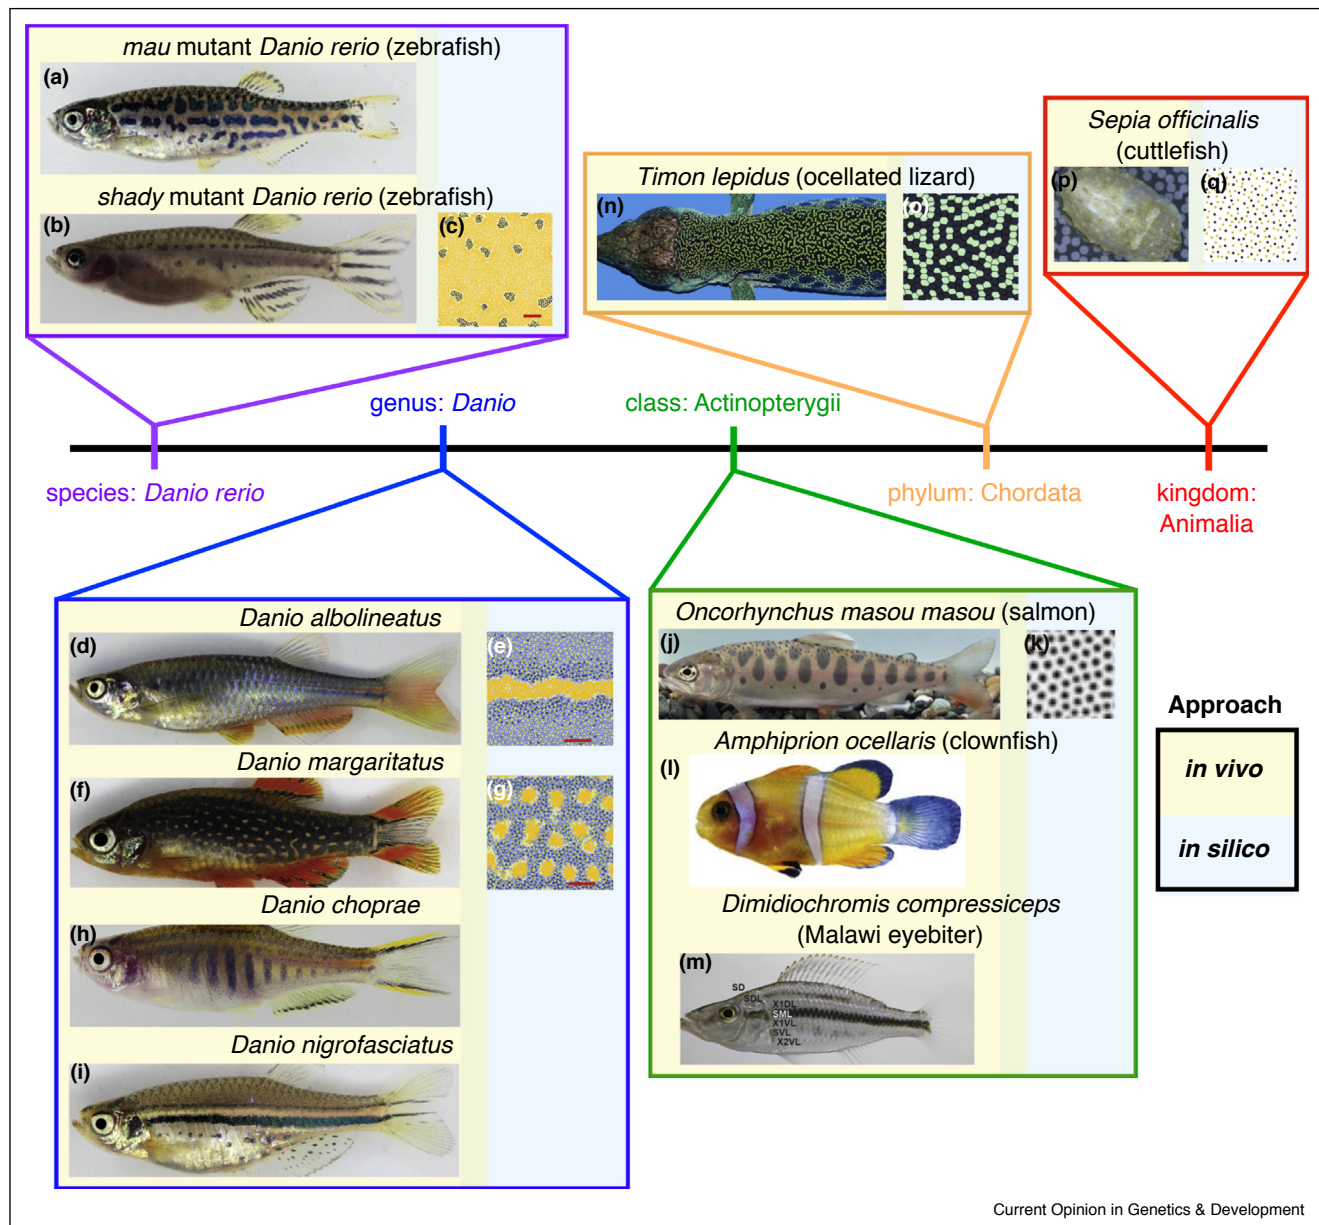 mau mutant Danio rerio (zebrafish)
(a)
shady mutant Danio rerio (zebrafish)
(b)
(c)
Timon lepidus (ocellated lizard)
(n)
(o)
Sepia officinalis
(cuttlefish)
(p)
(q)
genus: Danio
class: Actinopterygii
species: Danio rerio
phylum: Chordata
kingdom:
Animalia
Danio albolineatus
(d)
(e)
Danio margaritatus
(f)
(g)
Danio choprae
(h)
Danio nigrofasciatus
(i)
Oncorhynchus masou masou (salmon)
(j)
(k)
Amphiprion ocellaris (clownfish)
(l)
Dimidiochromis compressiceps
(Malawi eyebiter)
(m)
SD
SDL
X1DL
SML
X1VL
SVL
X2VL
Approach
in vivo
in silico
Current Opinion in Genetics & Development